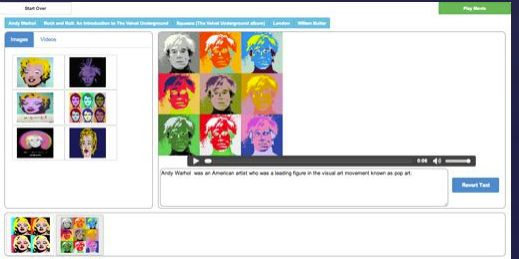 Start Over
Play Movie
Andy Warhol Rock and Roll: An Introduction to The Velvet Underground Squeeze (The Velvet Underground album) London William Butler
Images Videos
0:06
Andy Warhol was an American artist who was a leading figure in the visual art movement known as pop art.
Revert Text